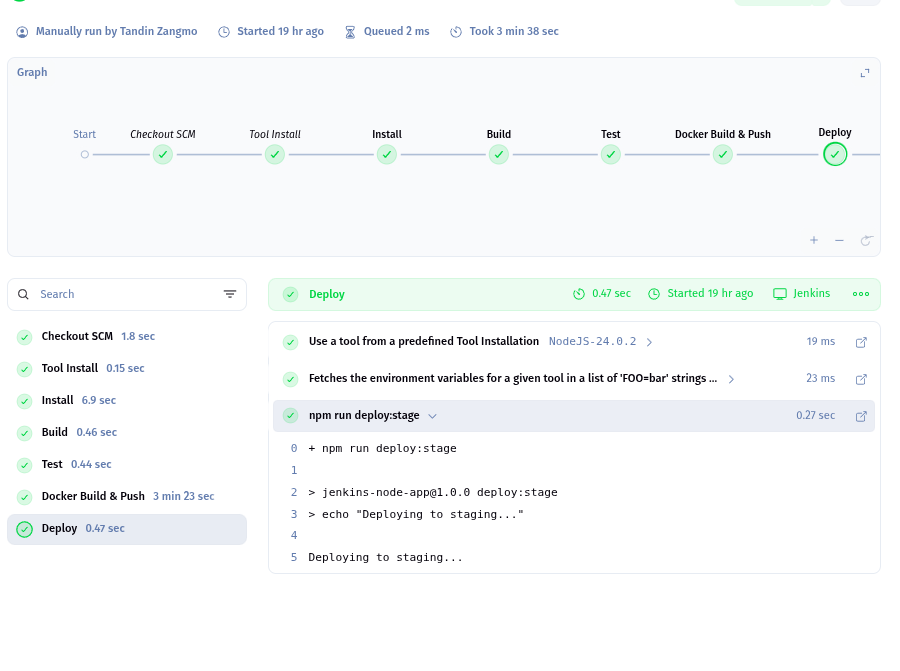 Manually run by Tandin Zangmo Started 19 hr ago Queued 2 ms Took 3 min 38 sec
Graph
Start Checkout SCM Tool Install Install Build Test Docker Build & Push Deploy
Search
Deploy 0.47 sec Started 19 hr ago Jenkins
Checkout SCM 1.8 sec
Tool Install 0.15 sec
Install 6.9 sec
Build 0.46 sec
Test 0.44 sec
Docker Build & Push 3 min 23 sec
Deploy 0.47 sec
Use a tool from a predefined Tool Installation NodeJS-24.0.2 19 ms
Fetches the environment variables for a given tool in a list of 'FOO=bar' strings ... 23 ms
npm run deploy:stage 0.27 sec
0 + npm run deploy:stage
1
2 > jenkins-node-app@1.0.0 deploy:stage
3 > echo "Deploying to staging..."
4
5 Deploying to staging...